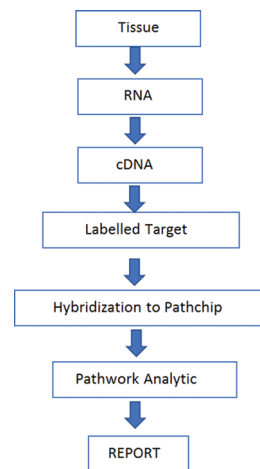 Tissue
RNA
cDNA
Labelled Target
Hybridization to Pathchip
Pathwork Analytic
REPORT